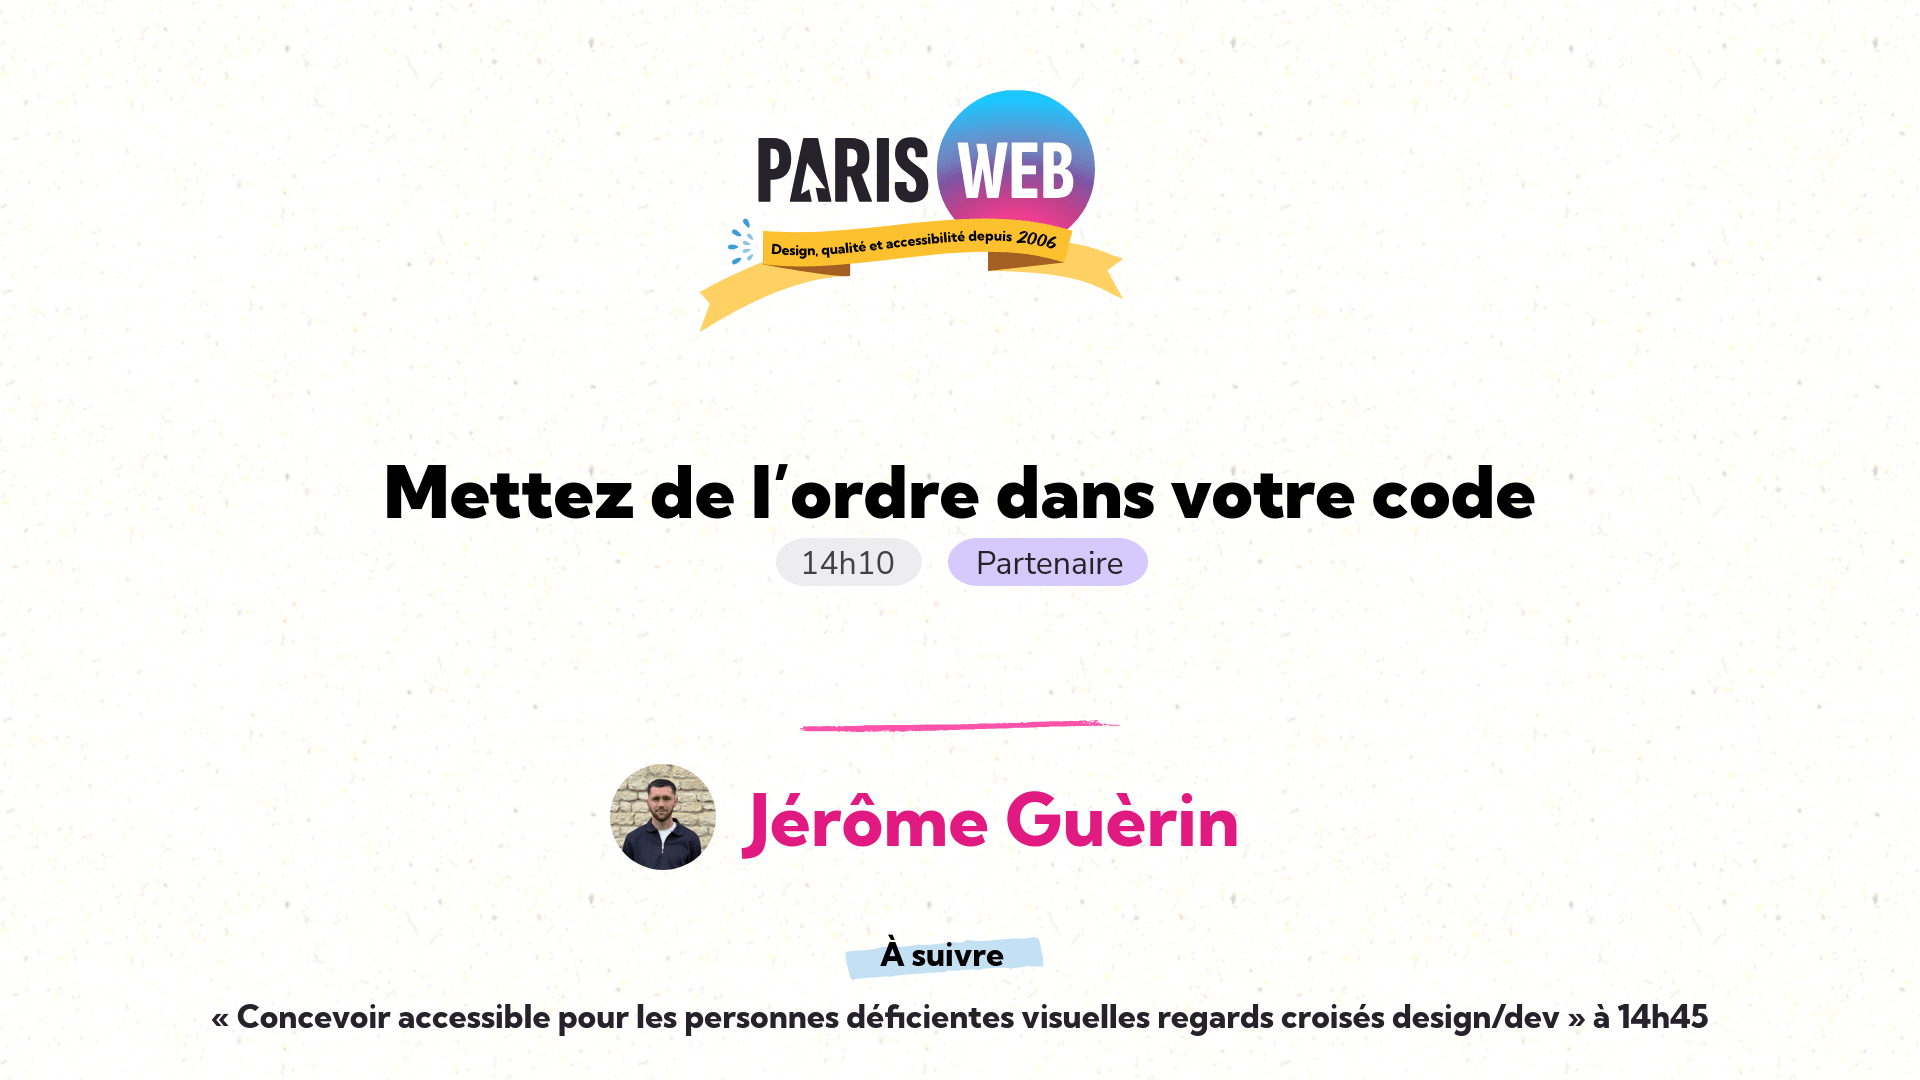 PARIS WEB
Design, qualité et accessibilité depuis 2006
Mettez de l’ordre dans votre code
14h10 Partenaire
Jérôme Guèrin
À suivre
« Concevoir accessible pour les personnes déficientes visuelles regards croisés design/dev » à 14h45